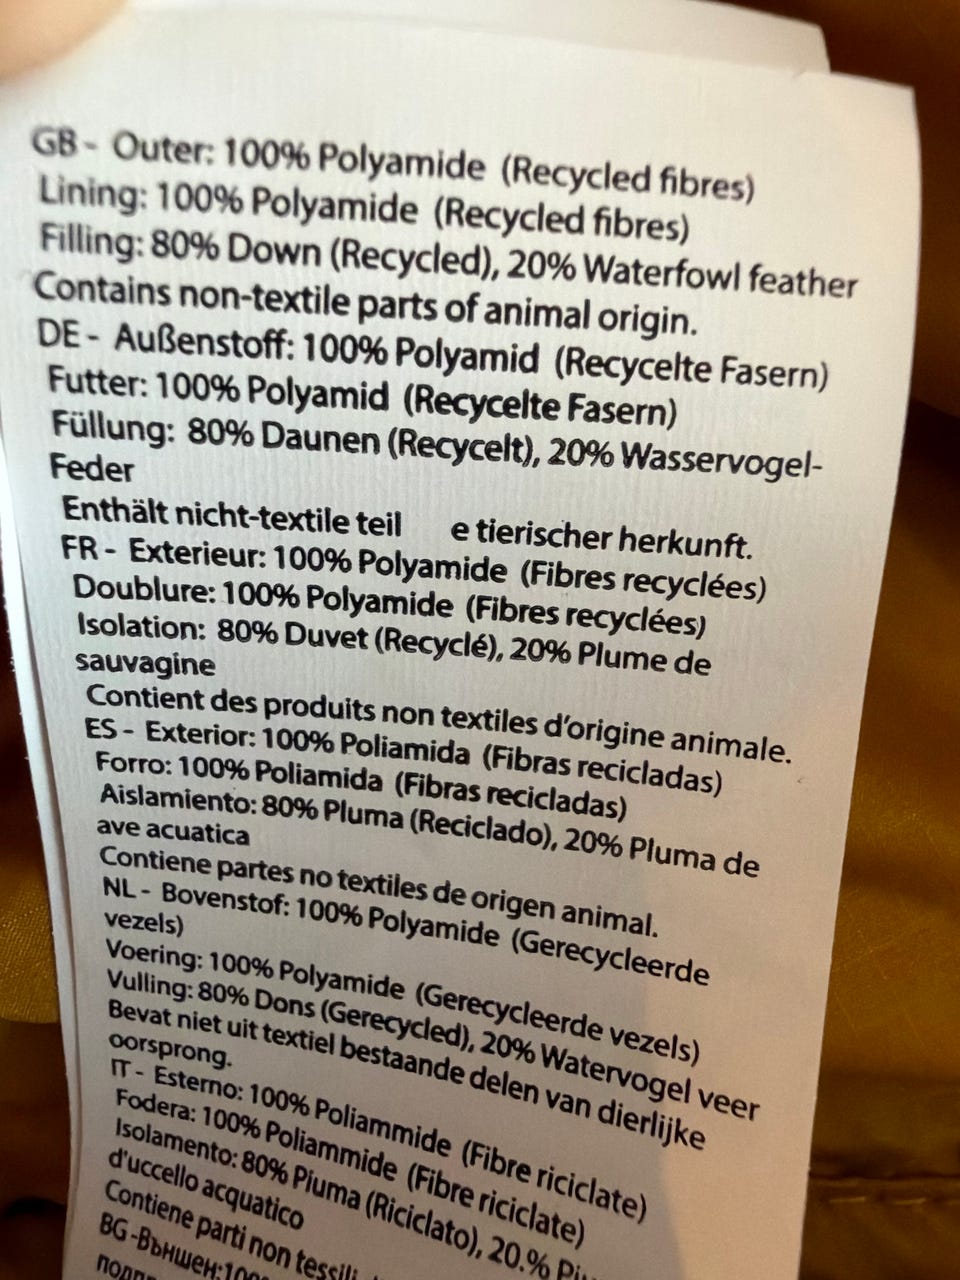 GB - Outer: 100% Polyamide (Recycled fibres)
Lining: 100% Polyamide (Recycled fibres)
Filling: 80% Down (Recycled), 20% Waterfowl feather
Contains non-textile parts of animal origin.
DE - Außenstoff: 100% Polyamid (Recycelte Fasern)
Futter: 100% Polyamid (Recycelte Fasern)
Füllung: 80% Daunen (Recycelt), 20% Wasservogel-
Feder
Enthält nicht-textile teil e tierischer herkunft.
FR - Exterieur: 100% Polyamide (Fibres recyclées)
Doublure: 100% Polyamide (Fibres recyclées)
Isolation: 80% Duvet (Recyclé), 20% Plume de
sauvagine
Contient des produits non textiles d'origine animale.
ES - Exterior: 100% Poliamida (Fibras recicladas)
Forro: 100% Poliamida (Fibras recicladas)
Aislamiento: 80% Pluma (Reciclado), 20% Pluma de
ave acuatica
Contiene partes no textiles de origen animal.
NL - Bovenstof: 100% Polyamide (Gerecycleerde
vezels)
Voering: 100% Polyamide (Gerecycleerde vezels)
Vulling: 80% Dons (Gerecycled), 20% Watervogel veer
Bevat niet uit textiel bestaande delen van dierlijke
oorsprong.
IT - Esterno: 100% Poliammide (Fibre riciclate)
Fodera: 100% Poliammide (Fibre riciclate)
Isolamento: 80% Piuma (Riciclato), 20.%
d'uccello acquatico
Contiene parti non tessili
BG -Външен:100%